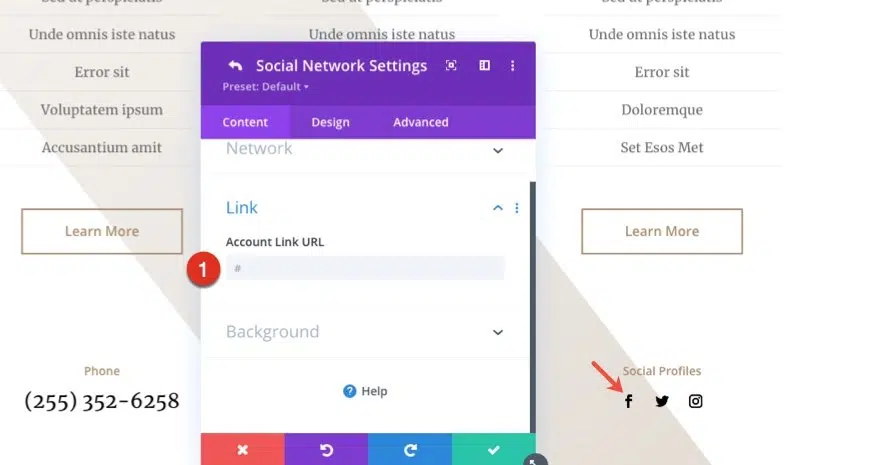 Sed ut perspiciatis
Sed ut perspiciatis
Sed ut perspiciatis
Unde omnis iste natus
Unde omnis iste natus
Unde omnis iste natus
Error sit
Voluptatem ipsum
Accusantium amit
Learn More
Social Network Settings
Preset: Default
Content
Design
Advanced
Network
Link
Account Link URL
1
#
Background
Help
Error sit
Doloremque
Set Esos Met
Learn More
Phone
(255) 352-6258
Social Profiles